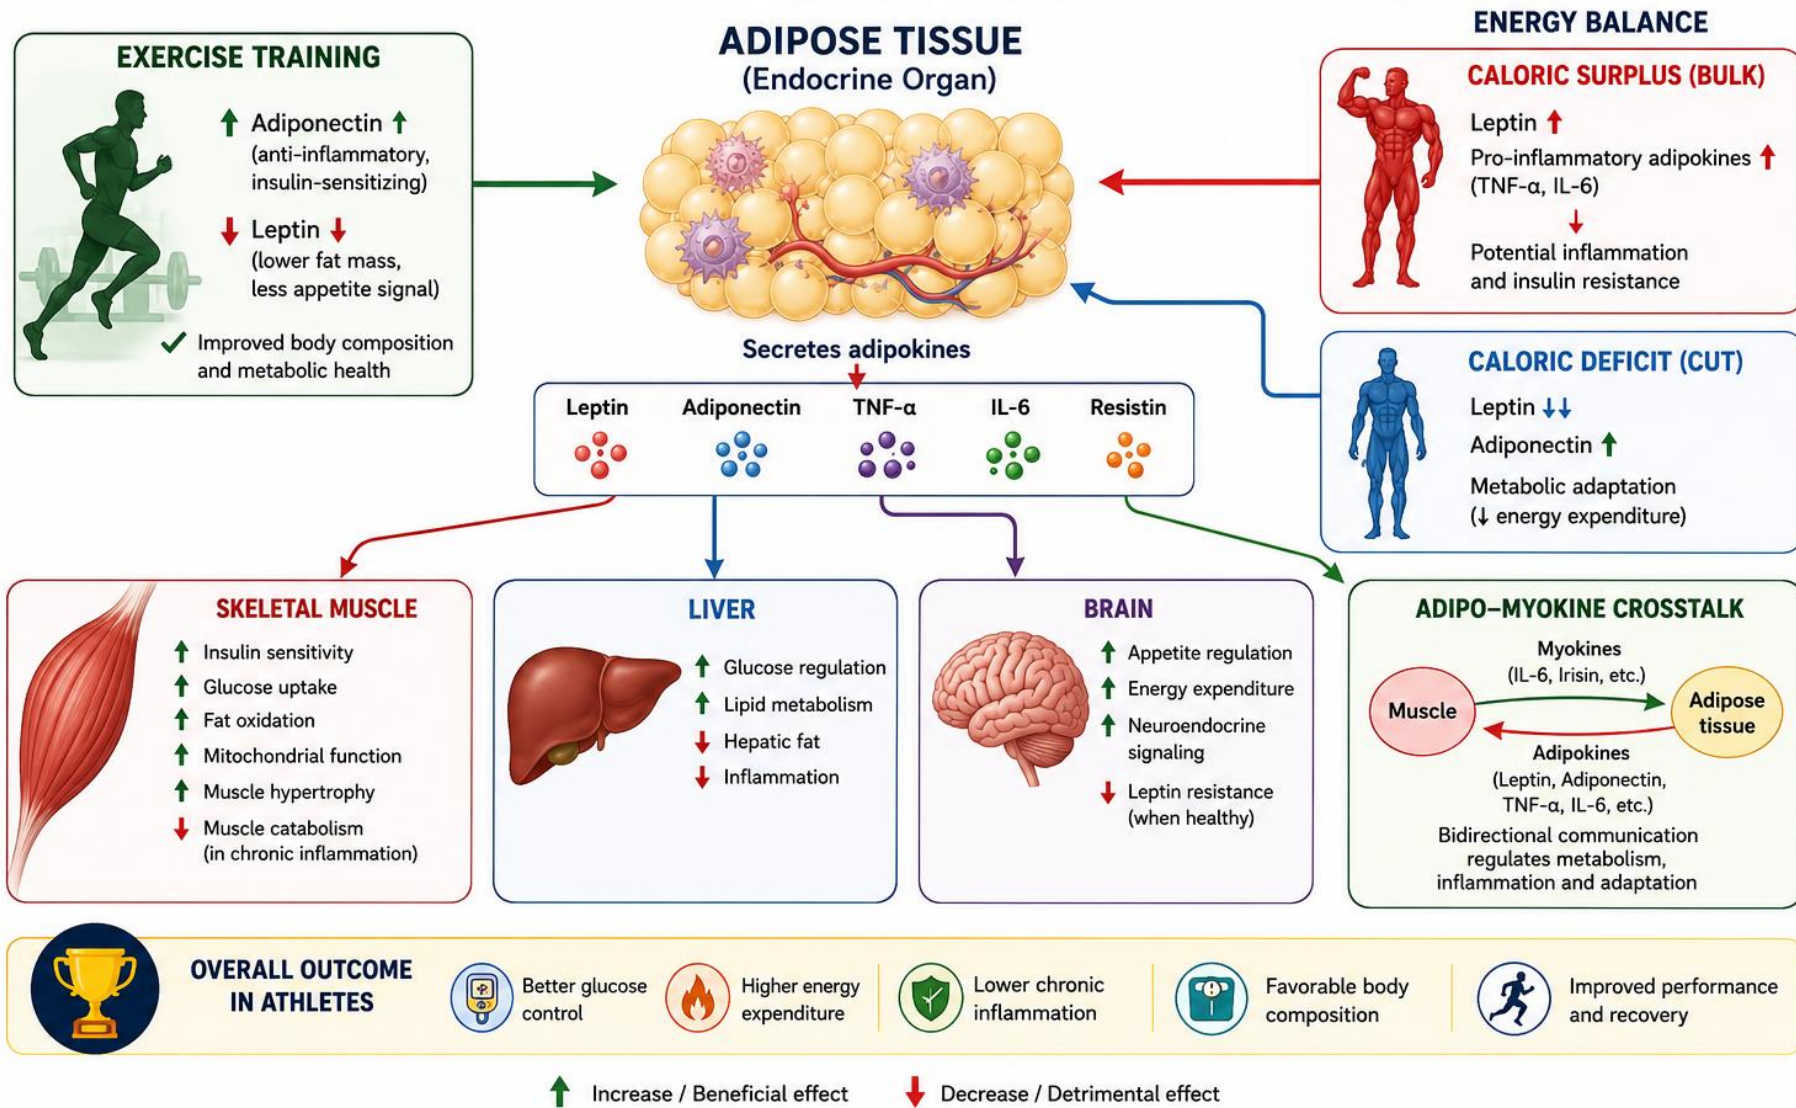 EXERCISE TRAINING
↑ Adiponectin ↑
(anti-inflammatory,
insulin-sensitizing)
↓ Leptin ↓
(lower fat mass,
less appetite signal)
✓ Improved body composition
and metabolic health
ADIPOSE TISSUE
(Endocrine Organ)
Secretes adipokines
Leptin
Adiponectin
TNF-α
IL-6
Resistin
ENERGY BALANCE
CALORIC SURPLUS (BULK)
Leptin ↑
Pro-inflammatory adipokines ↑
(TNF-α, IL-6)
↓
Potential inflammation
and insulin resistance
CALORIC DEFICIT (CUT)
Leptin ↓↓
Adiponectin ↑
Metabolic adaptation
(↓ energy expenditure)
SKELETAL MUSCLE
↑ Insulin sensitivity
↑ Glucose uptake
↑ Fat oxidation
↑ Mitochondrial function
↑ Muscle hypertrophy
↓ Muscle catabolism
(in chronic inflammation)
LIVER
↑ Glucose regulation
↑ Lipid metabolism
↓ Hepatic fat
↓ Inflammation
BRAIN
↑ Appetite regulation
↑ Energy expenditure
↑ Neuroendocrine
signaling
↓ Leptin resistance
(when healthy)
ADIPO–MYOKINE CROSSTALK
Myokines
(IL-6, Irisin, etc.)
Muscle
Adipose
tissue
Adipokines
(Leptin, Adiponectin,
TNF-α, IL-6, etc.)
Bidirectional communication
regulates metabolism,
inflammation and adaptation
OVERALL OUTCOME
IN ATHLETES
Better glucose
control
Higher energy
expenditure
Lower chronic
inflammation
Favorable body
composition
Improved performance
and recovery
↑ Increase / Beneficial effect
↓ Decrease / Detrimental effect